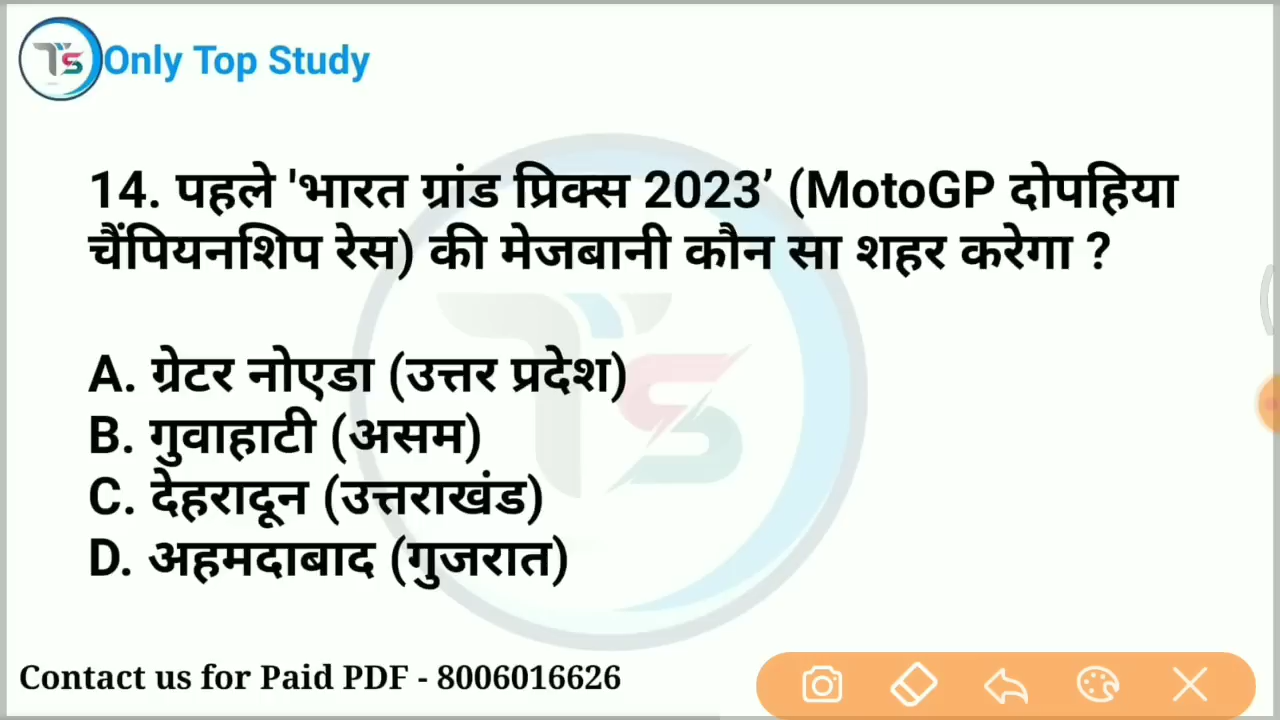 TS Only Top Study
14. पहले 'भारत ग्रांड प्रिक्स 2023’ (MotoGP दोपहिया
चैंपियनशिप रेस) की मेजबानी कौन सा शहर करेगा ?
A. ग्रेटर नोएडा (उत्तर प्रदेश)
B. गुवाहाटी (असम)
C. देहरादून (उत्तराखंड)
D. अहमदाबाद (गुजरात)
Contact us for Paid PDF - 8006016626